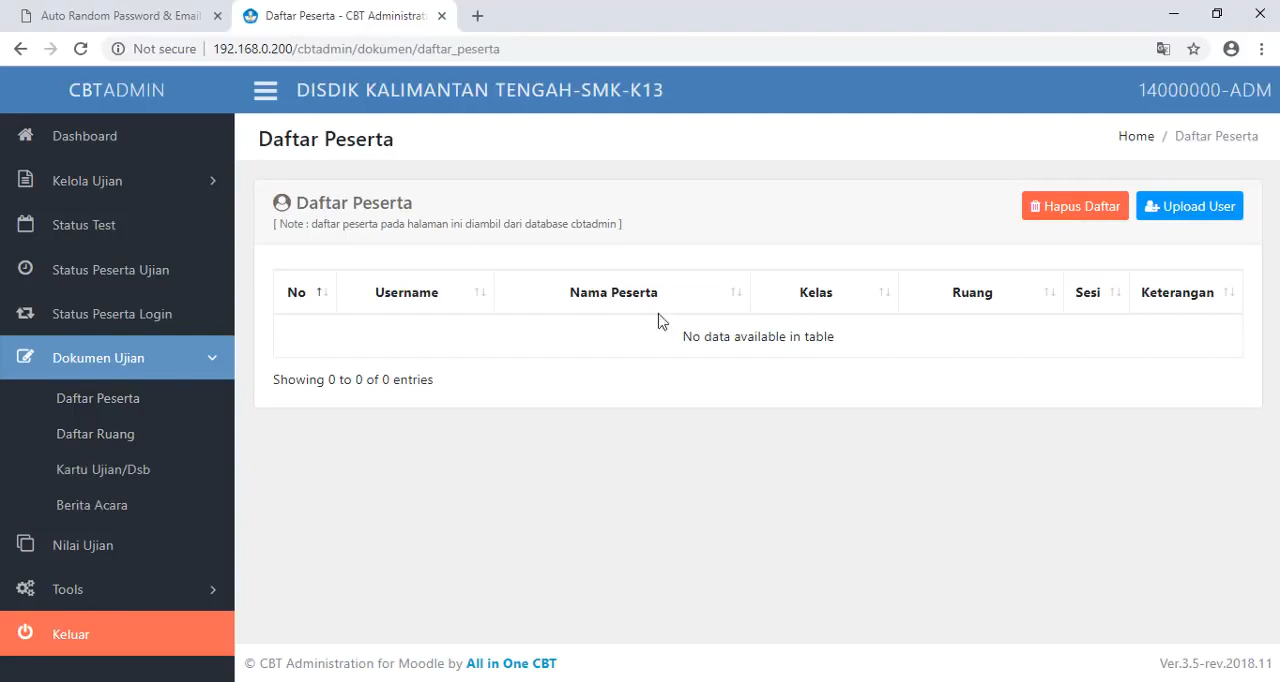 Auto Random Password & Email
Daftar Peserta - CBT Administrat
Not secure
192.168.0.200/cbtadmin/dokumen/daftar_peserta
CBTADMIN
DISDIK KALIMANTAN TENGAH-SMK-K13
14000000-ADM
Dashboard
Kelola Ujian
Status Test
Status Peserta Ujian
Status Peserta Login
Dokumen Ujian
Daftar Peserta
Daftar Ruang
Kartu Ujian/Dsb
Berita Acara
Nilai Ujian
Tools
Keluar
Daftar Peserta
Home / Daftar Peserta
Daftar Peserta
[ Note : daftar peserta pada halaman ini diambil dari database cbtadmin ]
Hapus Daftar
Upload User
No Username Nama Peserta Kelas Ruang Sesi Keterangan
No data available in table
Showing 0 to 0 of 0 entries
© CBT Administration for Moodle by All in One CBT
Ver.3.5-rev.2018.11